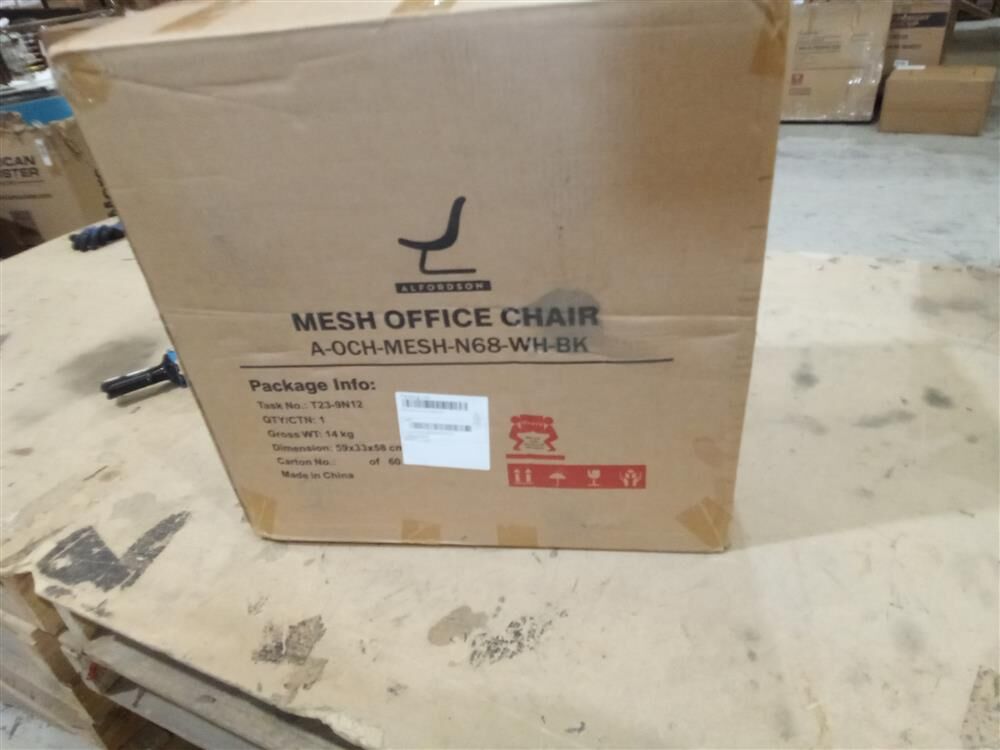 ALFORDSON
MESH OFFICE CHAIR
A-OCH-MESH-N68-WH-BK
Package Info:
Task No.: T23-9N12
QTY/CTN: 1
Gross WT: 14 kg
Dimension: 59x33x58 cm
Carton No.: of 60
Made in China